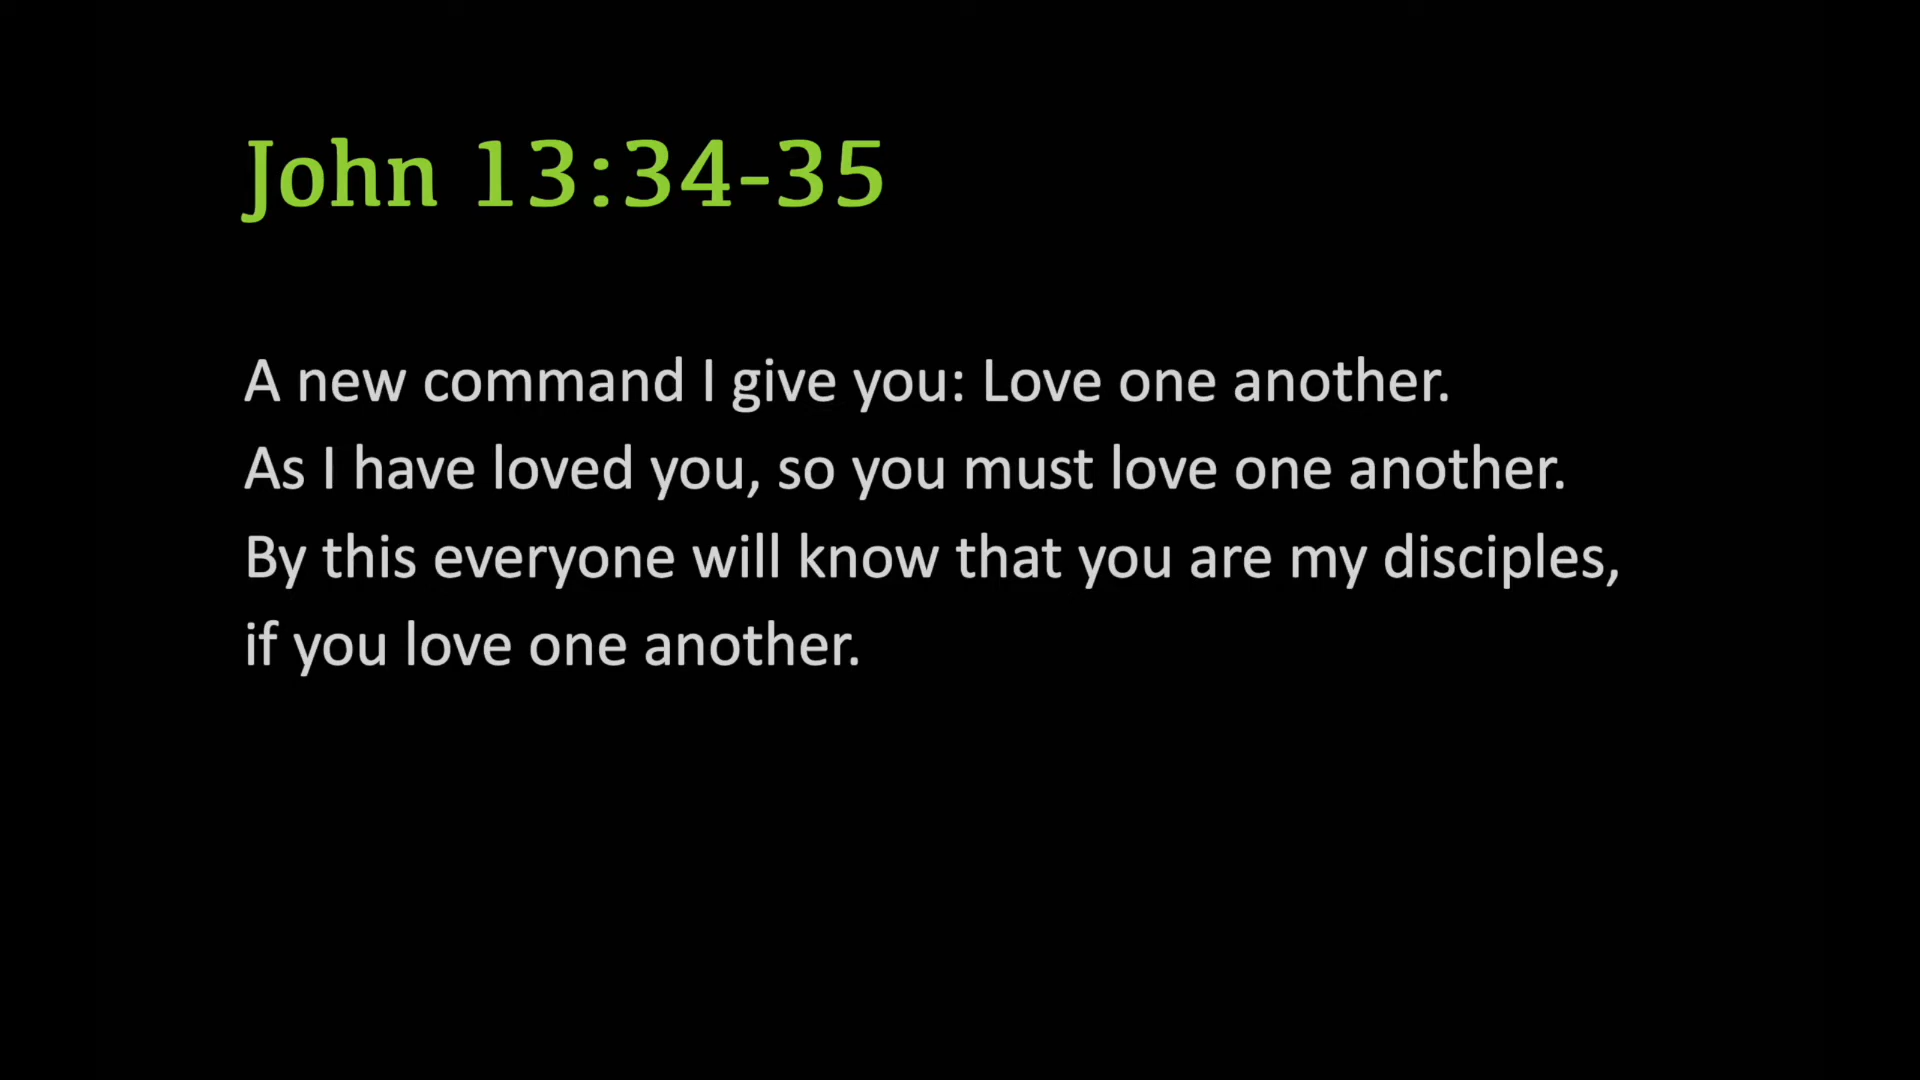 John 13:34-35
A new command I give you: Love one another.
As I have loved you, so you must love one another.
By this everyone will know that you are my disciples,
if you love one another.